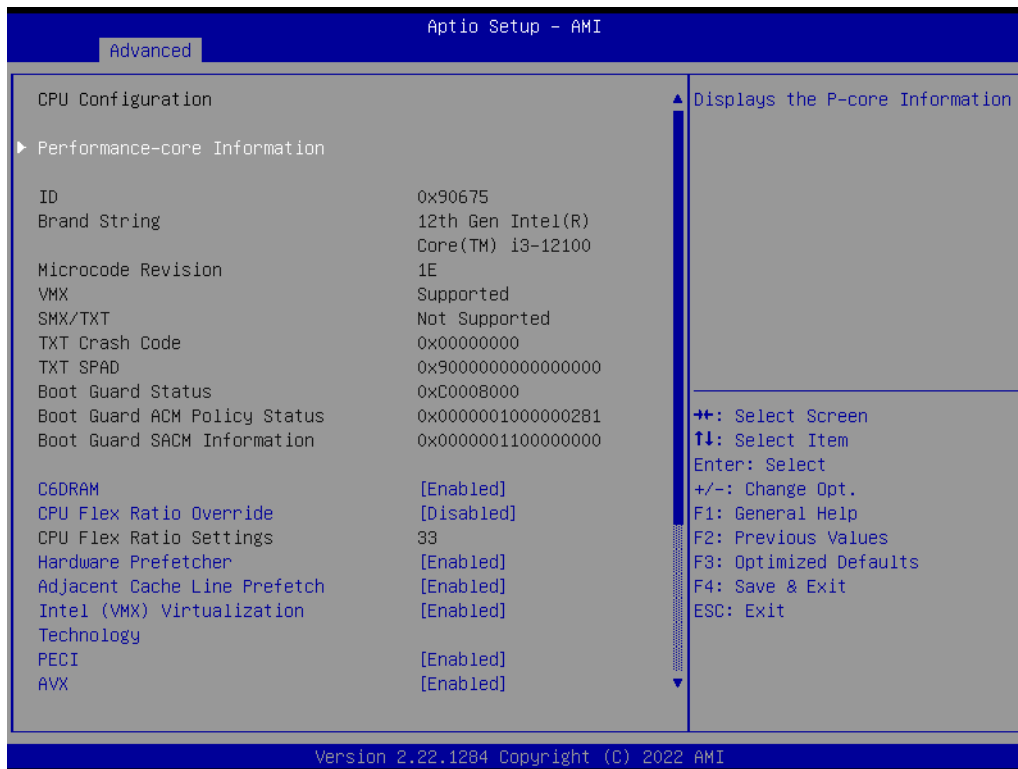 Aptio Setup – AMI
Advanced
CPU Configuration
Performance-core Information
ID 0x90675
Brand String 12th Gen Intel(R)
Core(TM) i3-12100
Microcode Revision 1E
VMX Supported
SMX/TXT Not Supported
TXT Crash Code 0x00000000
TXT SPAD 0x9000000000000000
Boot Guard Status 0xC0008000
Boot Guard ACM Policy Status 0x0000001000000281
Boot Guard SACM Information 0x0000001100000000
C6DRAM [Enabled]
CPU Flex Ratio Override [Disabled]
CPU Flex Ratio Settings 33
Hardware Prefetcher [Enabled]
Adjacent Cache Line Prefetch [Enabled]
Intel (VMX) Virtualization [Enabled]
Technology
PECI [Enabled]
AVX [Enabled]
Displays the P-core Information
→←: Select Screen
↑↓: Select Item
Enter: Select
+/-: Change Opt.
F1: General Help
F2: Previous Values
F3: Optimized Defaults
F4: Save & Exit
ESC: Exit
Version 2.22.1284 Copyright (C) 2022 AMI